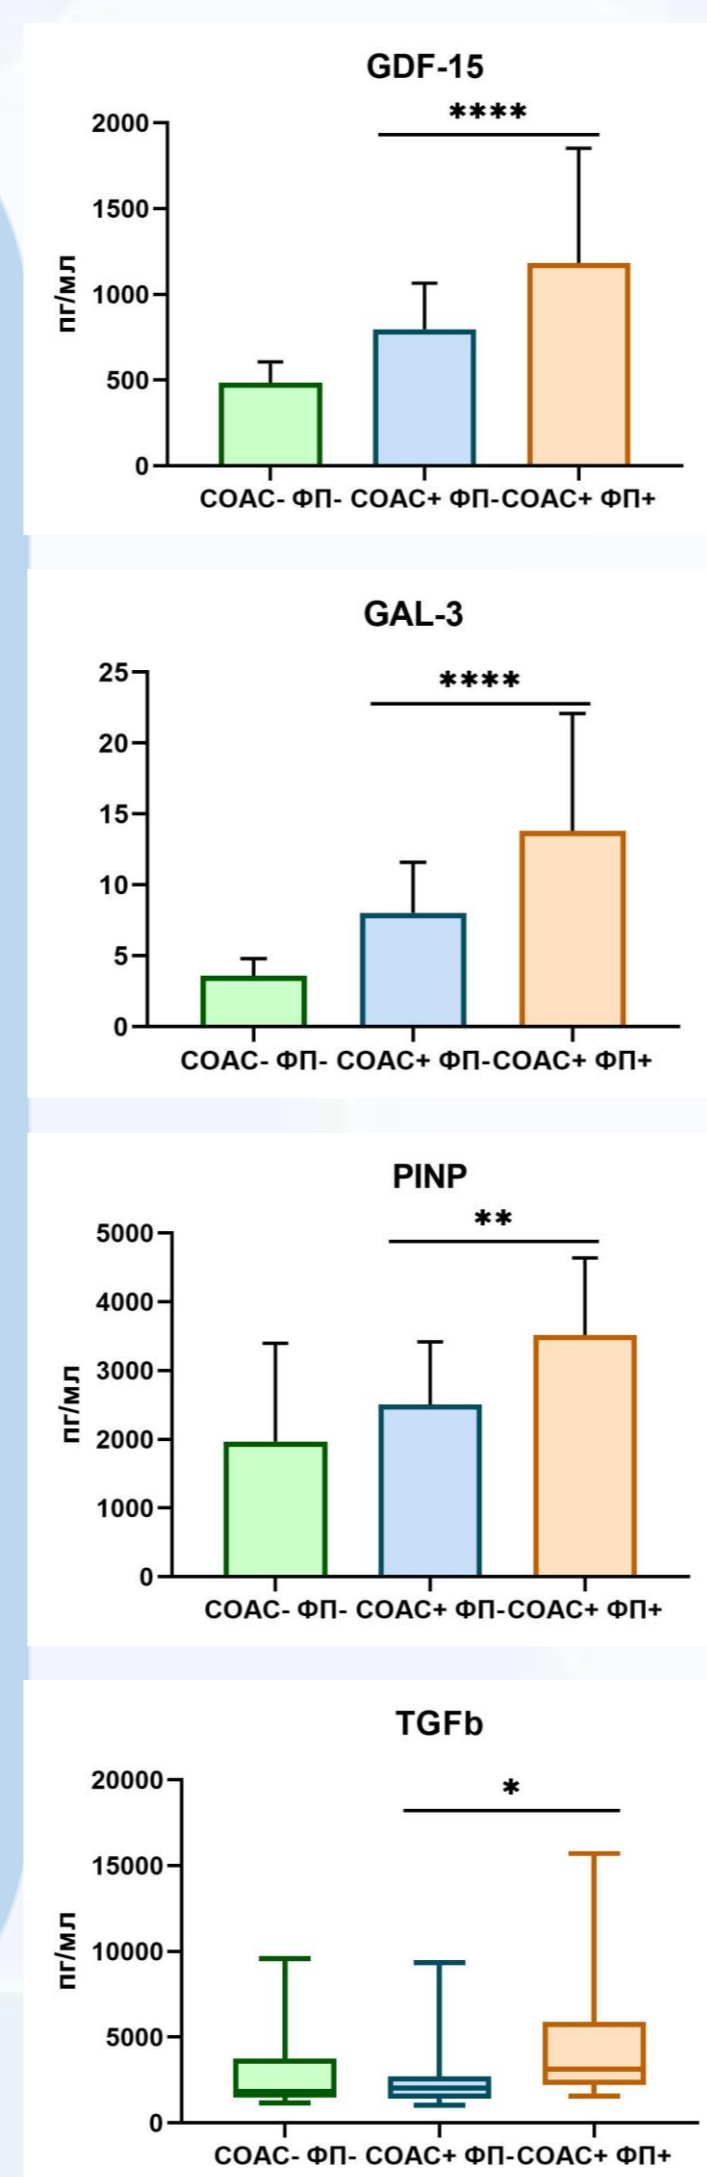 GDF-15
****
2000
1500
1000
500
0
пг/мл
СОАС- ФП- СОАС+ ФП- СОАС+ ФП+
GAL-3
****
25
20
15
10
5
0
СОАС- ФП- СОАС+ ФП- СОАС+ ФП+
PINP
**
5000
4000
3000
2000
1000
0
пг/мл
СОАС- ФП- СОАС+ ФП- СОАС+ ФП+
TGFb
*
20000
15000
10000
5000
0
пг/мл
СОАС- ФП- СОАС+ ФП- СОАС+ ФП+